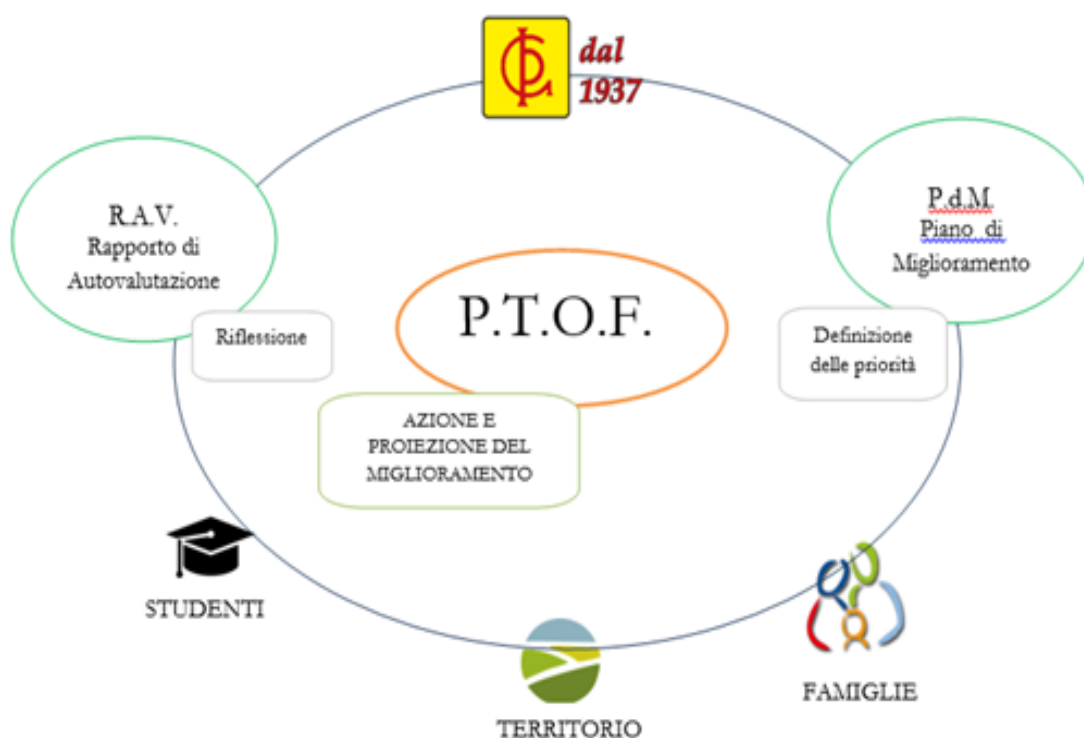 dal
1937
R.A.V.
Rapporto di
Autovalutazione
Riflessione
P.d.M.
Piano di
Miglioramento
Definizione
delle priorità
P.T.O.F.
AZIONE E
PROIEZIONE DEL
MIGLIORAMENTO
STUDENTI
TERRITORIO
FAMIGLIE